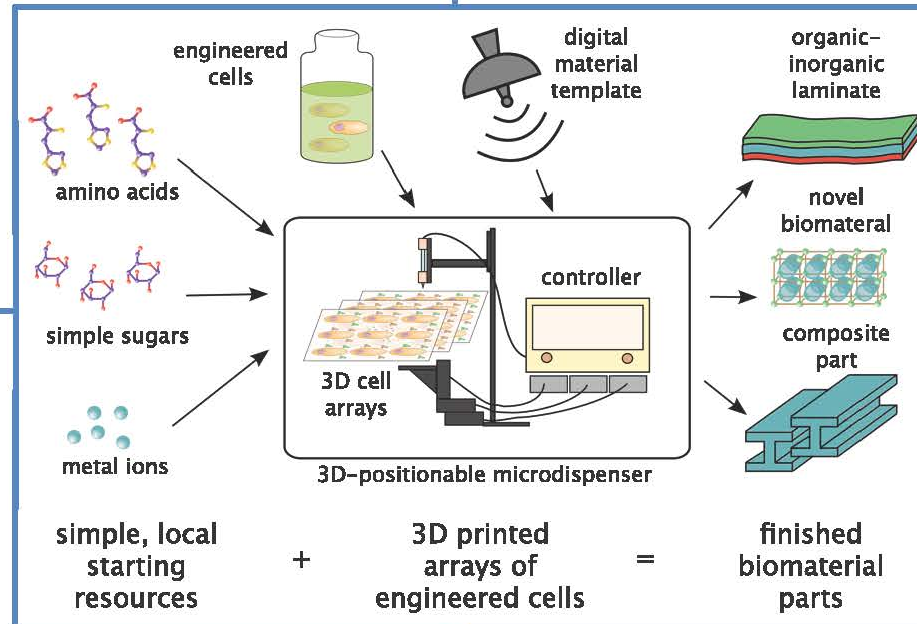 engineered
cells
digital
material
template
organic-
inorganic
laminate
amino acids
novel
biomateral
controller
simple sugars
composite
part
3D cell
arrays
metal ions
3D-positionable microdispenser
simple, local
starting
resources
+
3D printed
arrays of
engineered cells
=
finished
biomaterial
parts